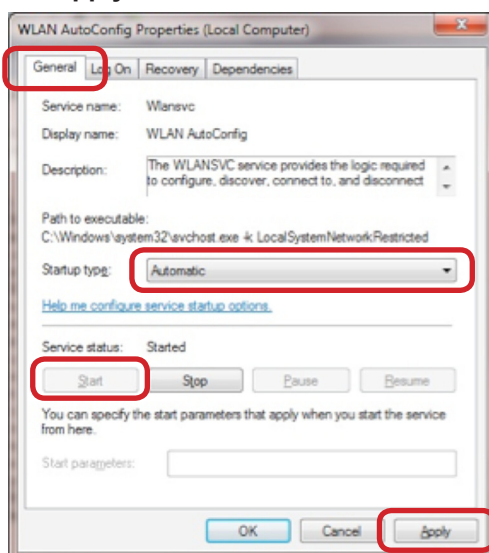 WLAN AutoConfig Properties (Local Computer)
General Log On Recovery Dependencies
Service name: Wlansvc
Display name: WLAN AutoConfig
Description: The WLANSVC service provides the logic required
to configure, discover, connect to, and disconnect
Path to executable:
C:\Windows\system32\svchost.exe -k LocalSystemNetworkRestricted
Startup type: Automatic
Help me configure service startup options.
Service status: Started
Start Stop Pause Resume
You can specify the start parameters that apply when you start the service
from here.
Start parameters:
OK Cancel Apply